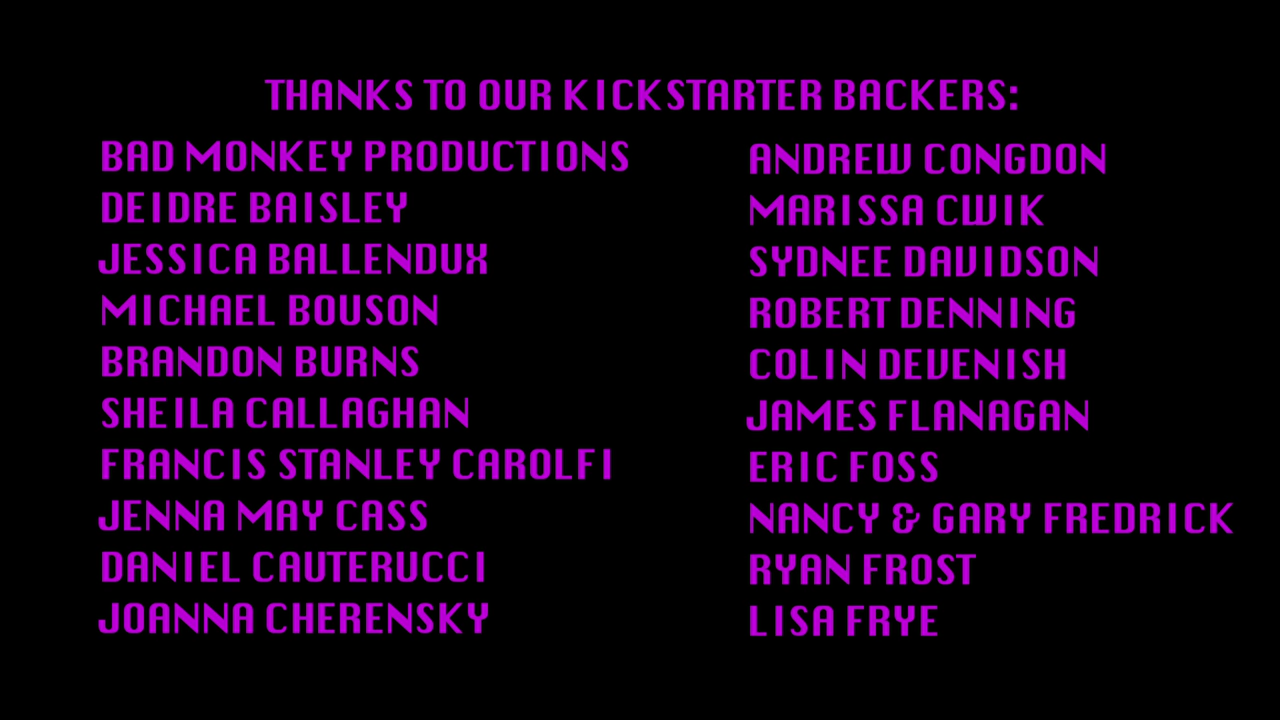 THANKS TO OUR KICKSTARTER BACKERS:
BAD MONKEY PRODUCTIONS
DEIDRE BAISLEY
JESSICA BALLENDUX
MICHAEL BOUSON
BRANDON BURNS
SHEILA CALLAGHAN
FRANCIS STANLEY CAROLFI
JENNA MAY CASS
DANIEL CAUTERUCCI
JOANNA CHERENSKY
ANDREW CONGDON
MARISSA CWIK
SYDNEE DAVIDSON
ROBERT DENNING
COLIN DEVENISH
JAMES FLANAGAN
ERIC FOSS
NANCY & GARY FREDRICK
RYAN FROST
LISA FRYE